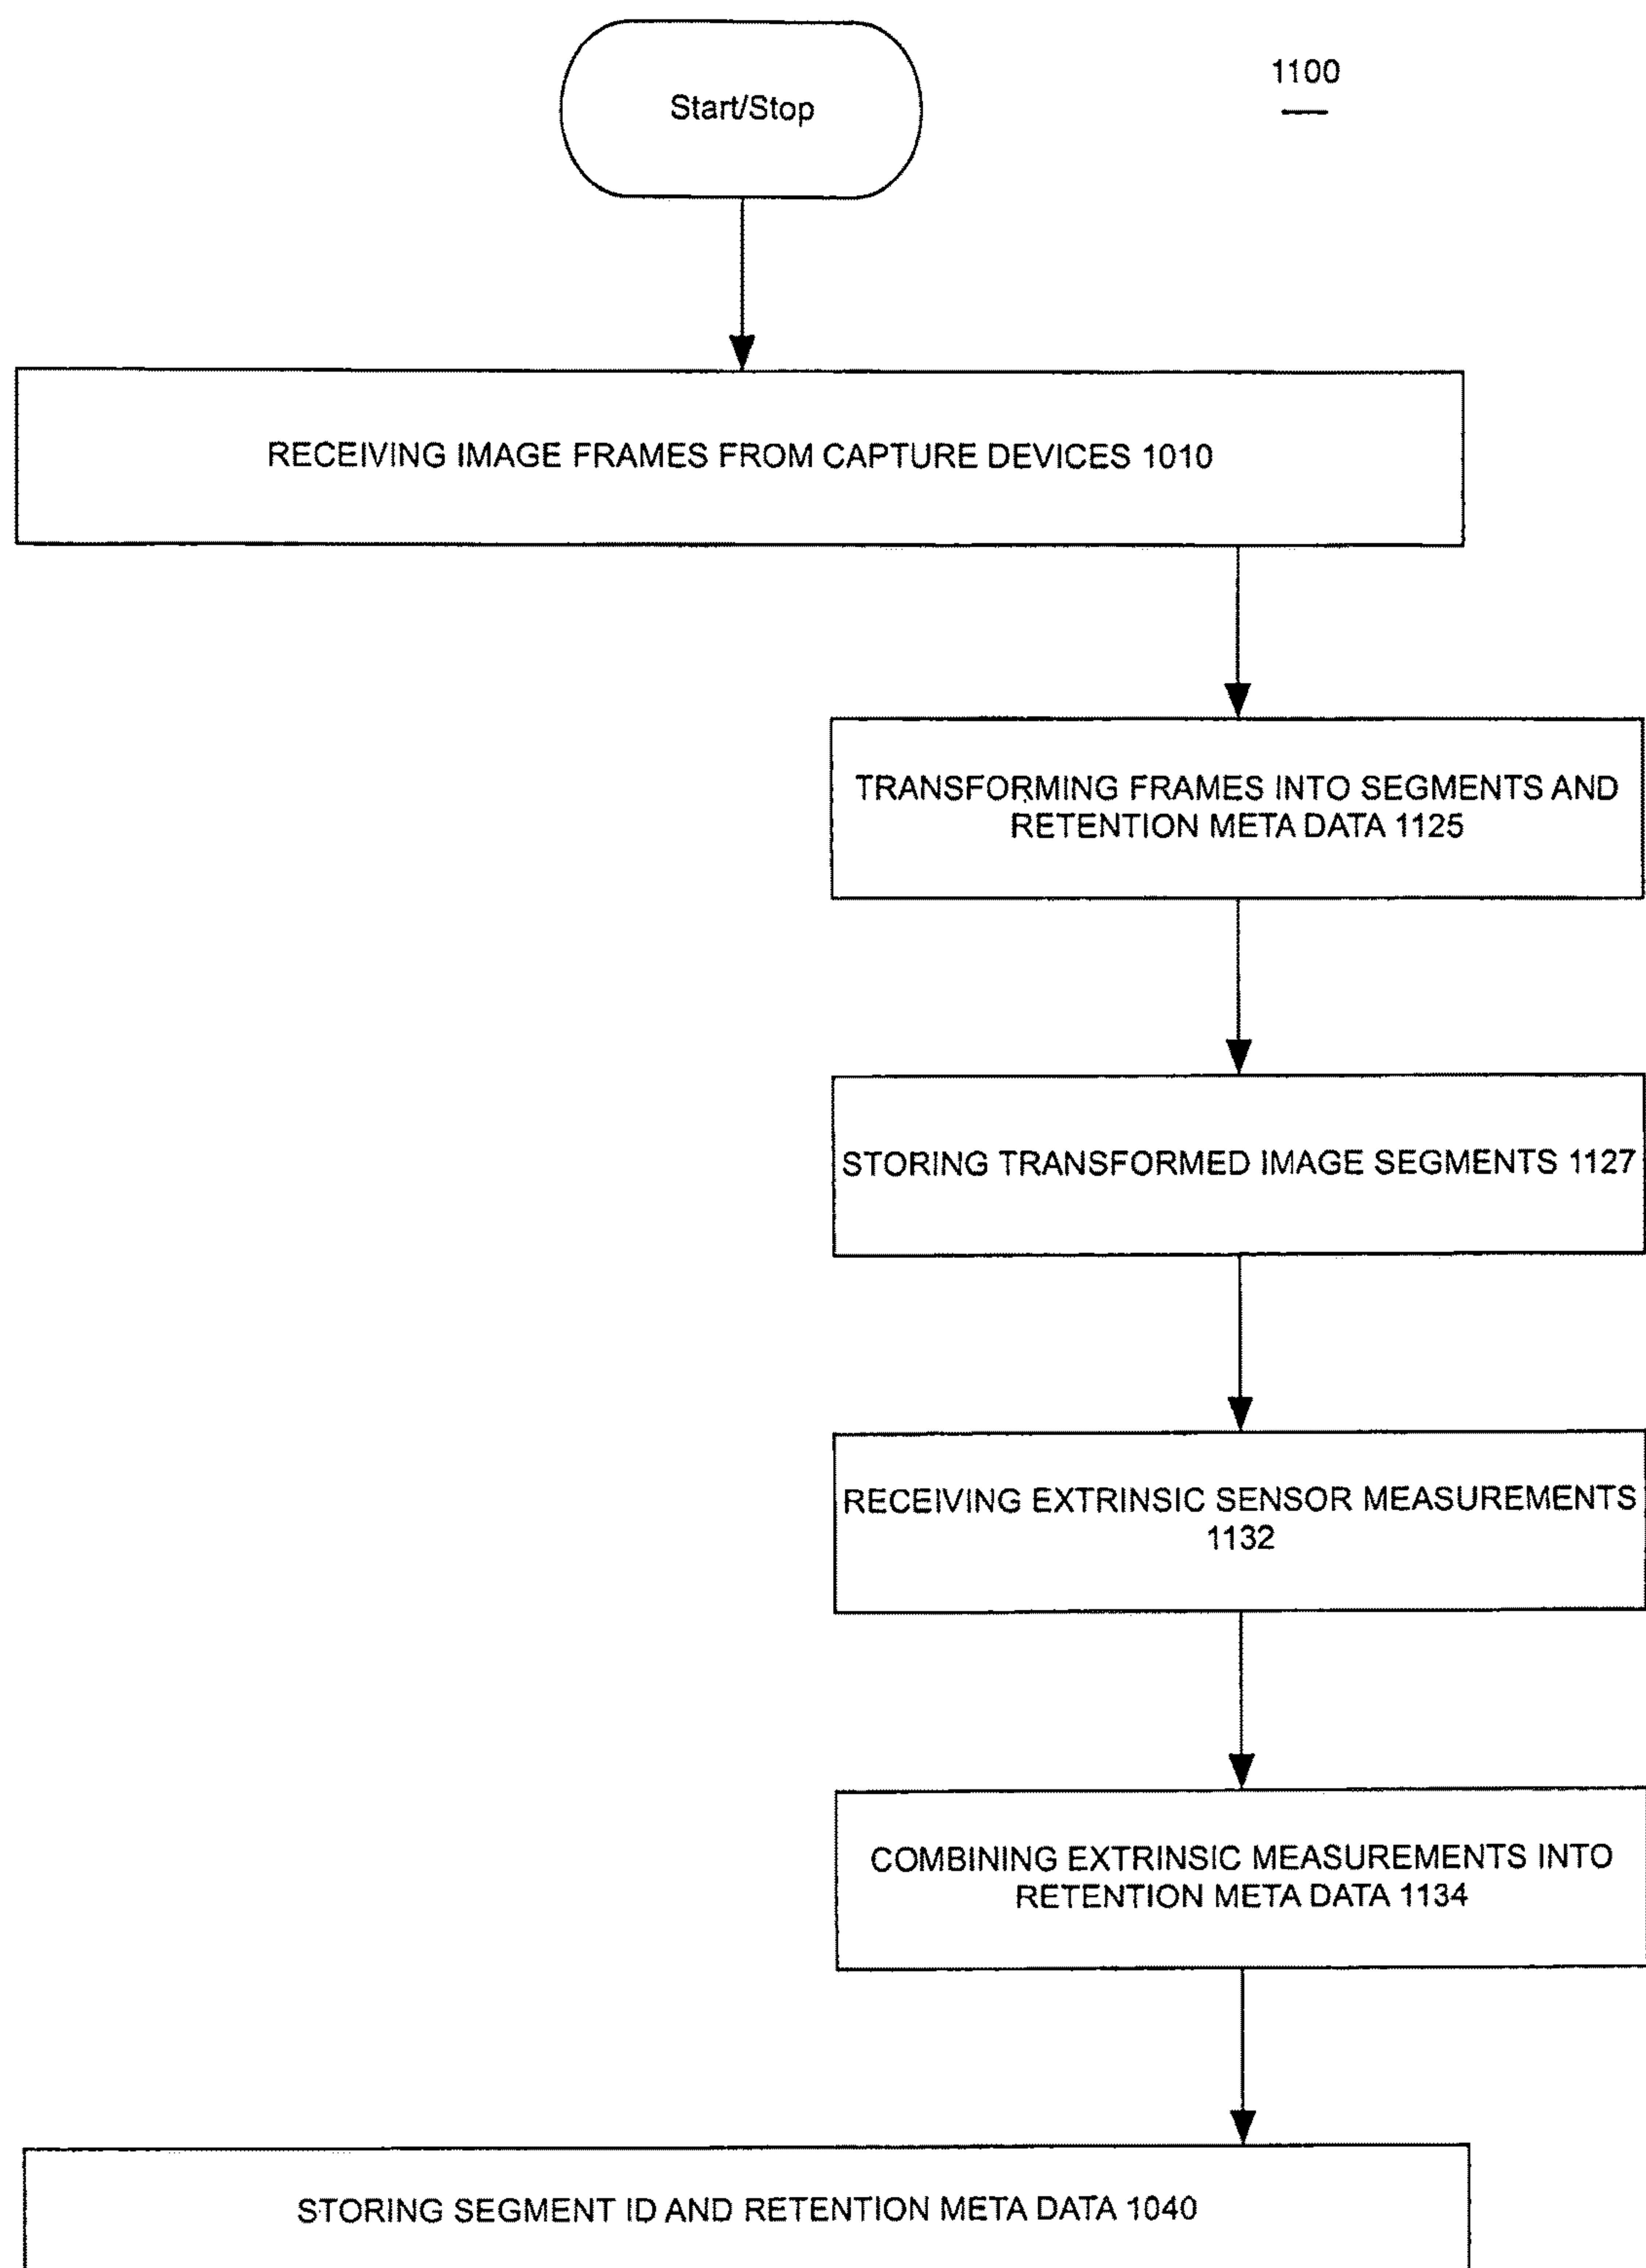 Start/Stop
1100
RECEIVING IMAGE FRAMES FROM CAPTURE DEVICES 1010
TRANSFORMING FRAMES INTO SEGMENTS AND
RETENTION META DATA 1125
STORING TRANSFORMED IMAGE SEGMENTS 1127
RECEIVING EXTRINSIC SENSOR MEASUREMENTS
1132
COMBINING EXTRINSIC MEASUREMENTS INTO
RETENTION META DATA 1134
STORING SEGMENT ID AND RETENTION META DATA 1040